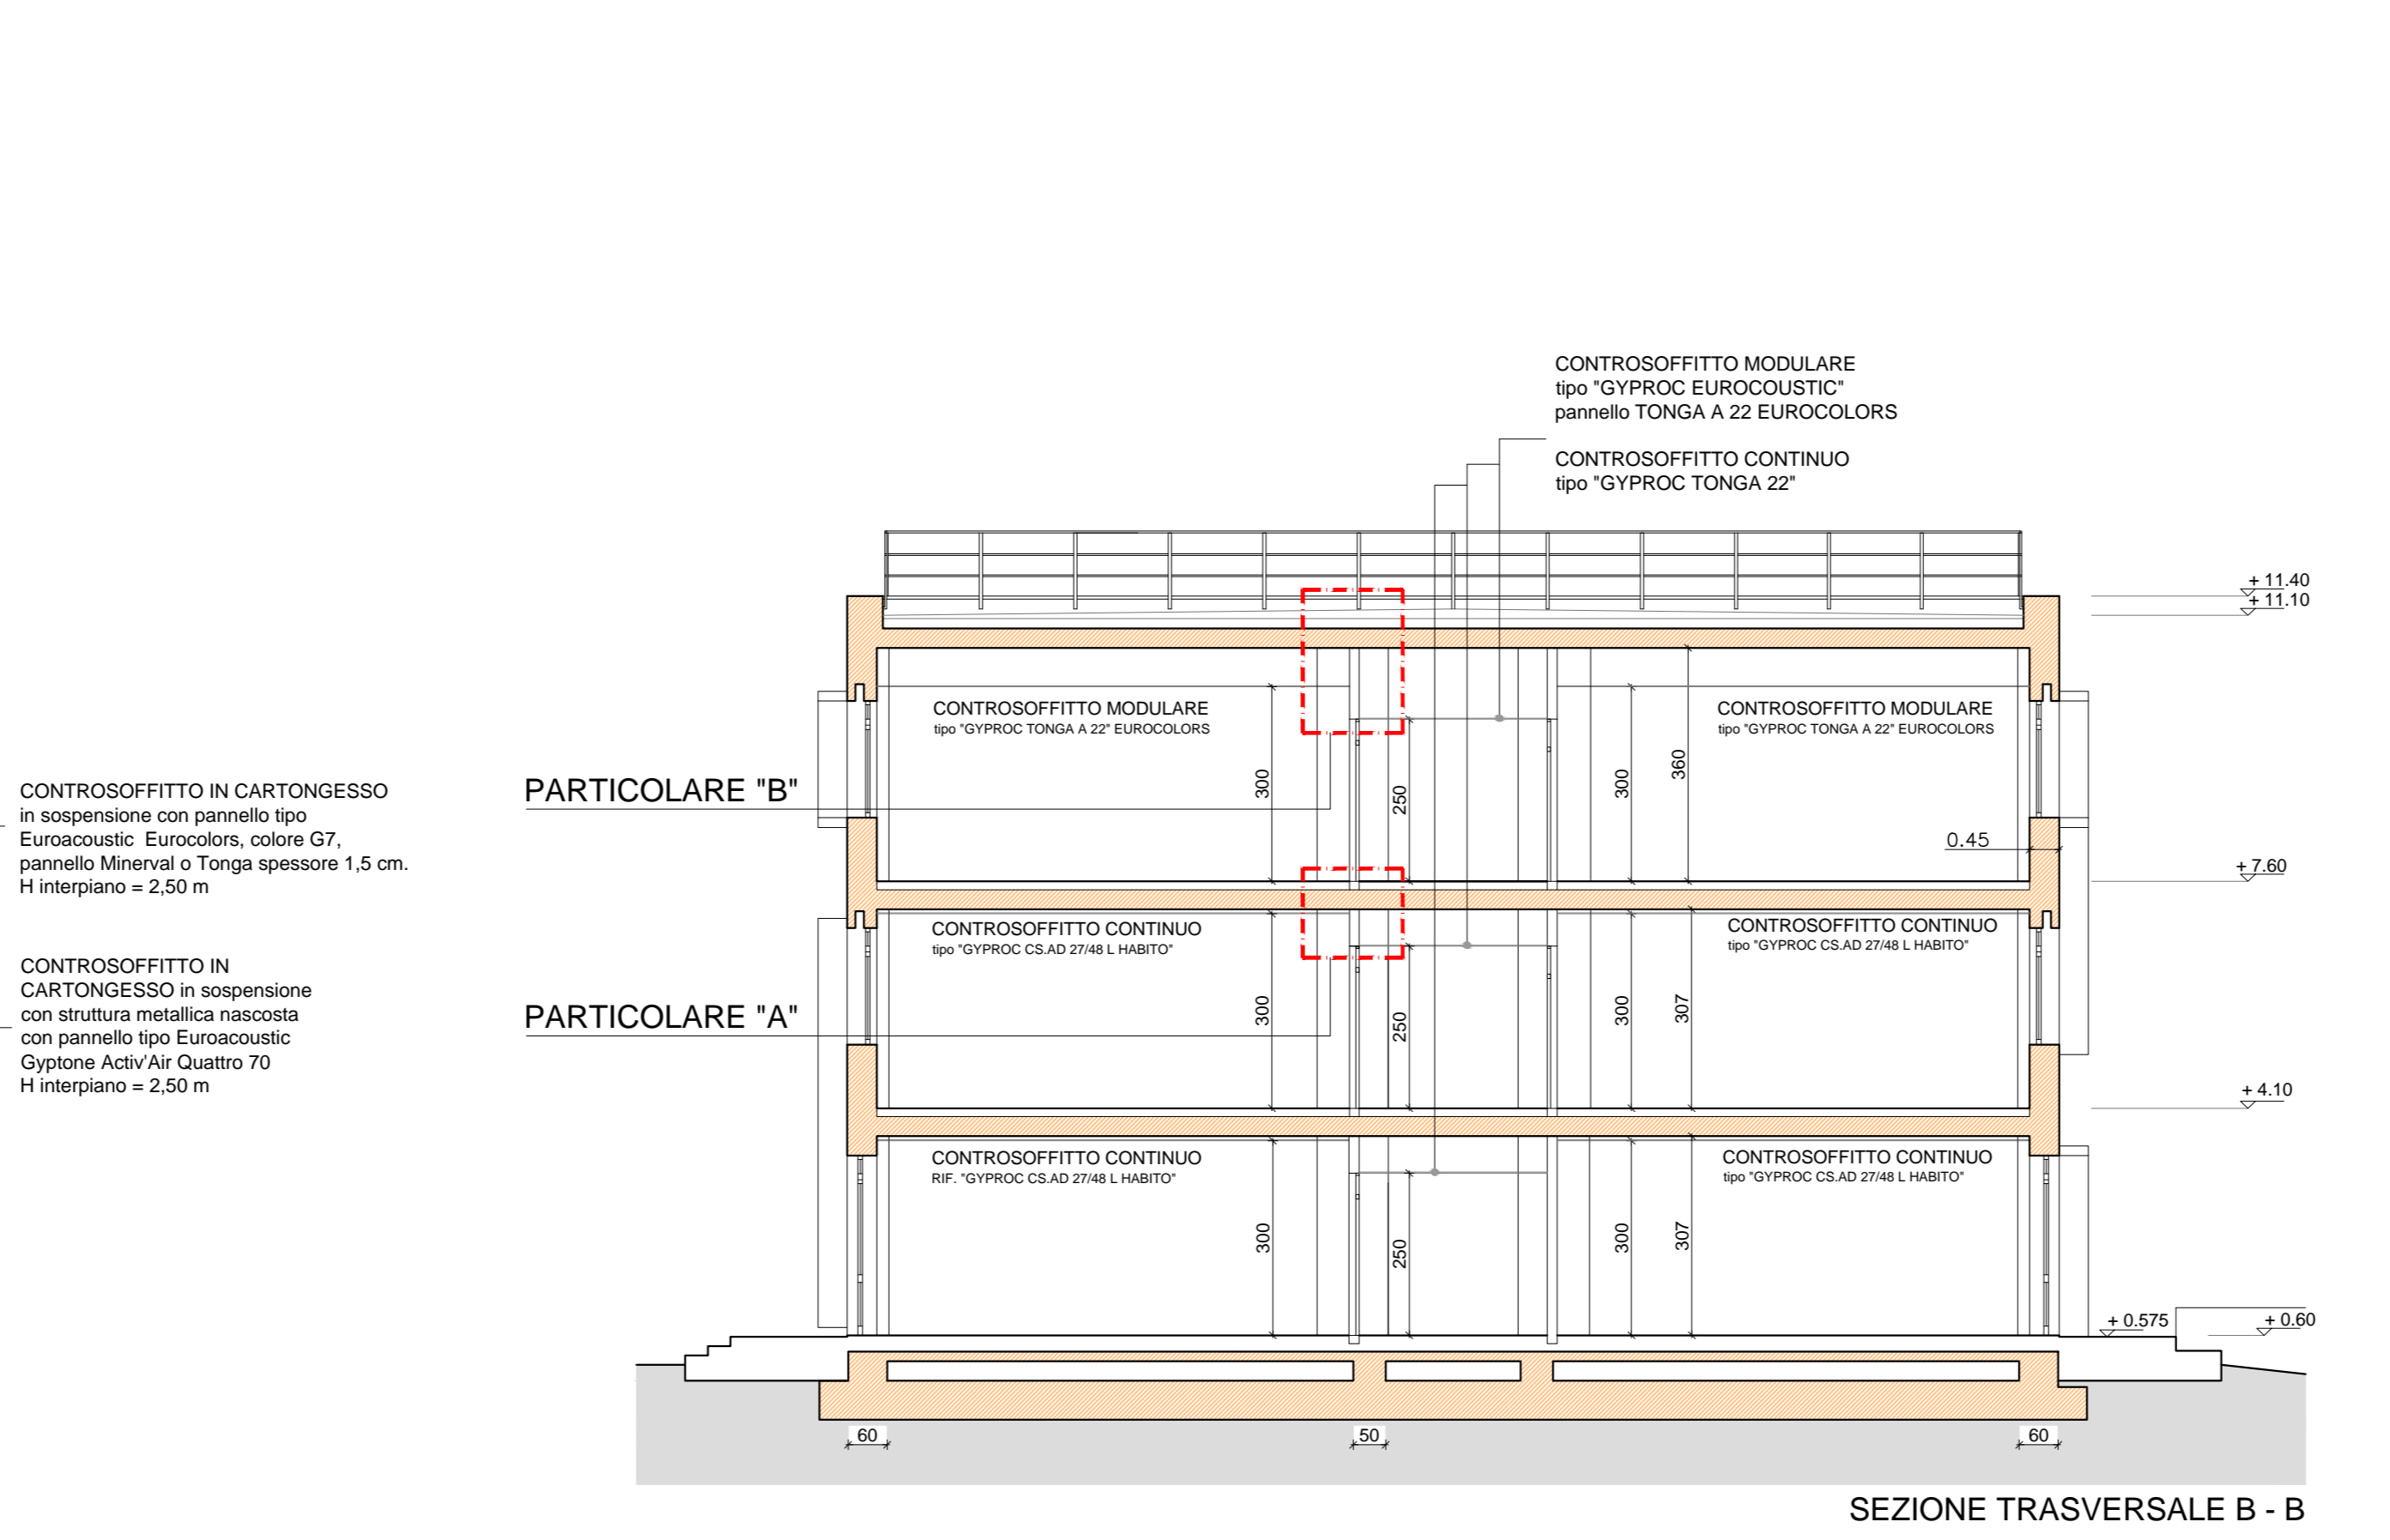 CONTROSOFFITTO MODULARE
tipo "GYPROC EUROCOUSTIC"
pannello TONGA A 22 EUROCOLORS
CONTROSOFFITTO CONTINUO
tipo "GYPROC TONGA 22"
+ 11.40
+ 11.10
CONTROSOFFITTO MODULARE
tipo "GYPROC TONGA A 22" EUROCOLORS
CONTROSOFFITTO MODULARE
tipo "GYPROC TONGA A 22" EUROCOLORS
300
250
300
360
PARTICOLARE "B"
CONTROSOFFITTO IN CARTONGESSO
in sospensione con pannello tipo
Euroacoustic Eurocolors, colore G7,
pannello Minerval o Tonga spessore 1,5 cm.
H interpiano = 2,50 m
0.45
+ 7.60
CONTROSOFFITTO CONTINUO
tipo "GYPROC CS.AD 27/48 L HABITO"
CONTROSOFFITTO CONTINUO
tipo "GYPROC CS.AD 27/48 L HABITO"
CONTROSOFFITTO IN
CARTONGESSO in sospensione
con struttura metallica nascosta
con pannello tipo Euroacoustic
Gyptone Activ'Air Quattro 70
H interpiano = 2,50 m
PARTICOLARE "A"
300
250
300
307
+ 4.10
CONTROSOFFITTO CONTINUO
RIF. "GYPROC CS.AD 27/48 L HABITO"
CONTROSOFFITTO CONTINUO
tipo "GYPROC CS.AD 27/48 L HABITO"
300
250
300
307
+ 0.575
+ 0.60
60
50
60
SEZIONE TRASVERSALE B - B